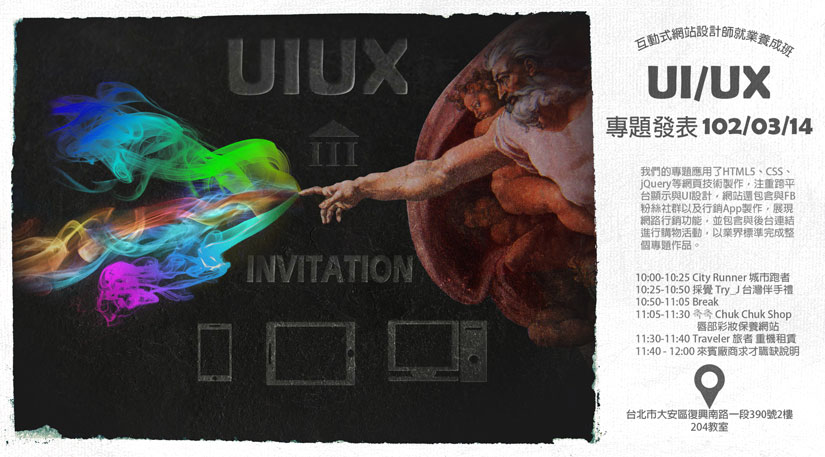 UIUX
INVITATION
互動式網站設計師就業養成班
UI/UX
專題發表 102/03/14
我們的專題應用了HTML5、CSS、
jQuery等網頁技術製作，注重跨平
台顯示與UI設計，網站還包含與FB
粉絲社群以及行銷App製作，展現
網路行銷功能，並包含與後台連結
進行購物活動，以業界標準完成整
個專題作品。
10:00-10:25 City Runner 城市跑者
10:25-10:50 採覺 Try_J 台灣伴手禮
10:50-11:05 Break
11:05-11:30 촉촉 Chuk Chuk Shop
唇部彩妝保養網站
11:30-11:40 Traveler 旅者 重機租賃
11:40 - 12:00 來賓廠商求才職缺說明
台北市大安區復興南路一段390號2樓
204教室